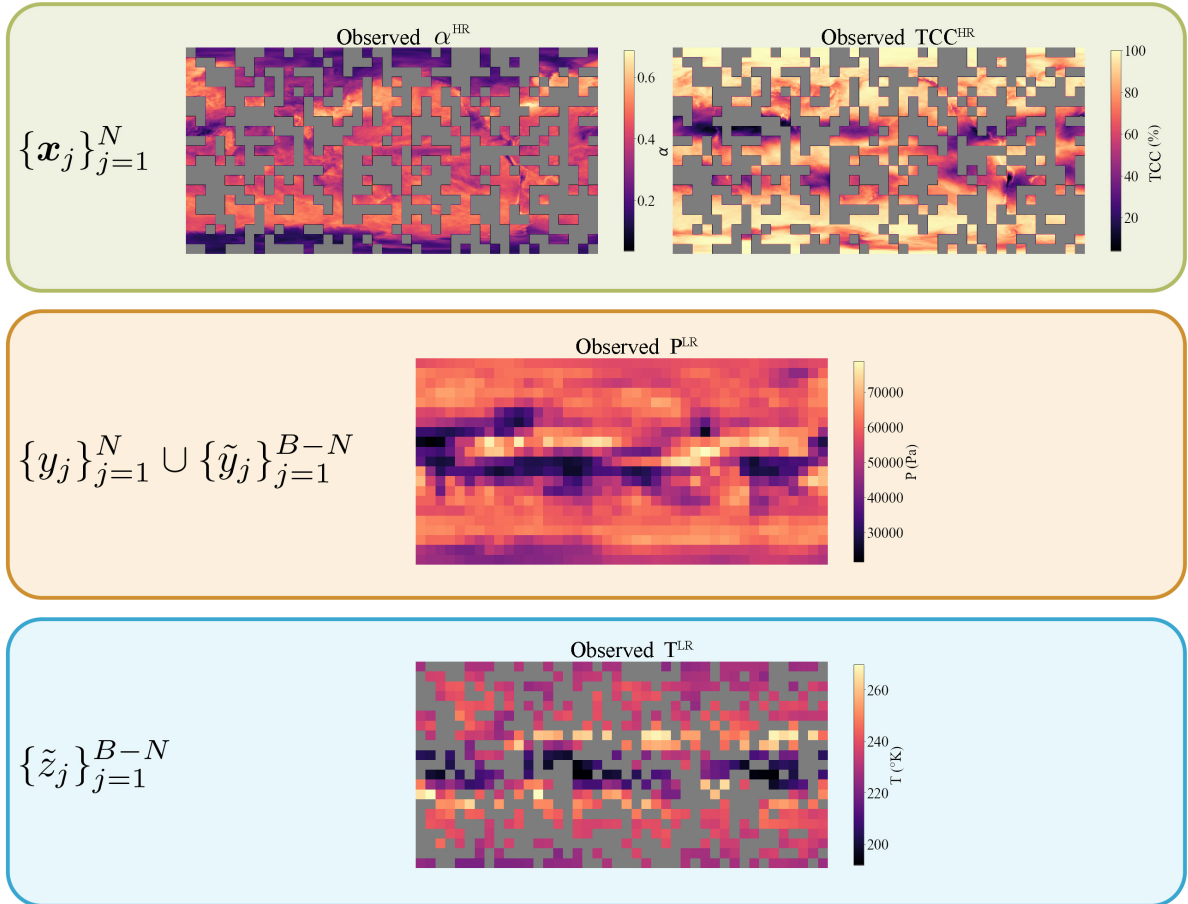 Observed α^HR
Observed TCC^HR
{𝒙_j}_{j=1}^N
0.6
0.4
0.2
α
100
80
60
40
20
TCC (%)
Observed P^LR
{y_j}_{j=1}^N ∪ {ỹ_j}_{j=1}^{B−N}
70000
60000
50000
40000
30000
P (Pa)
Observed T^LR
{z̃_j}_{j=1}^{B−N}
260
240
220
200
T (°K)